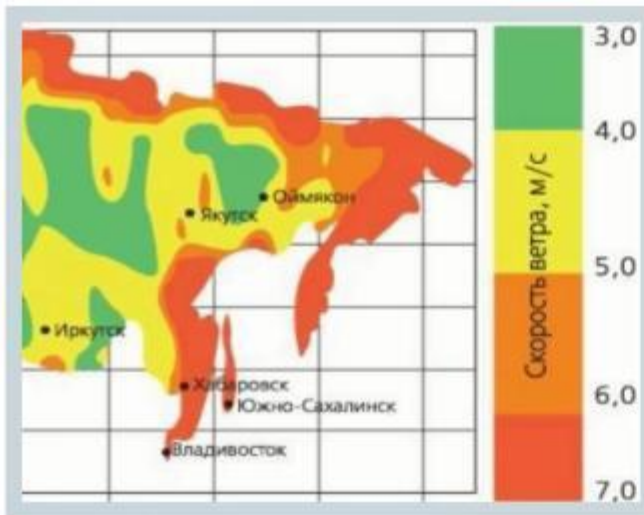 Оймякон
Якутск
Иркутск
Хабаровск
Южно-Сахалинск
Владивосток
Скорость ветра, м/с
3,0
4,0
5,0
6,0
7,0